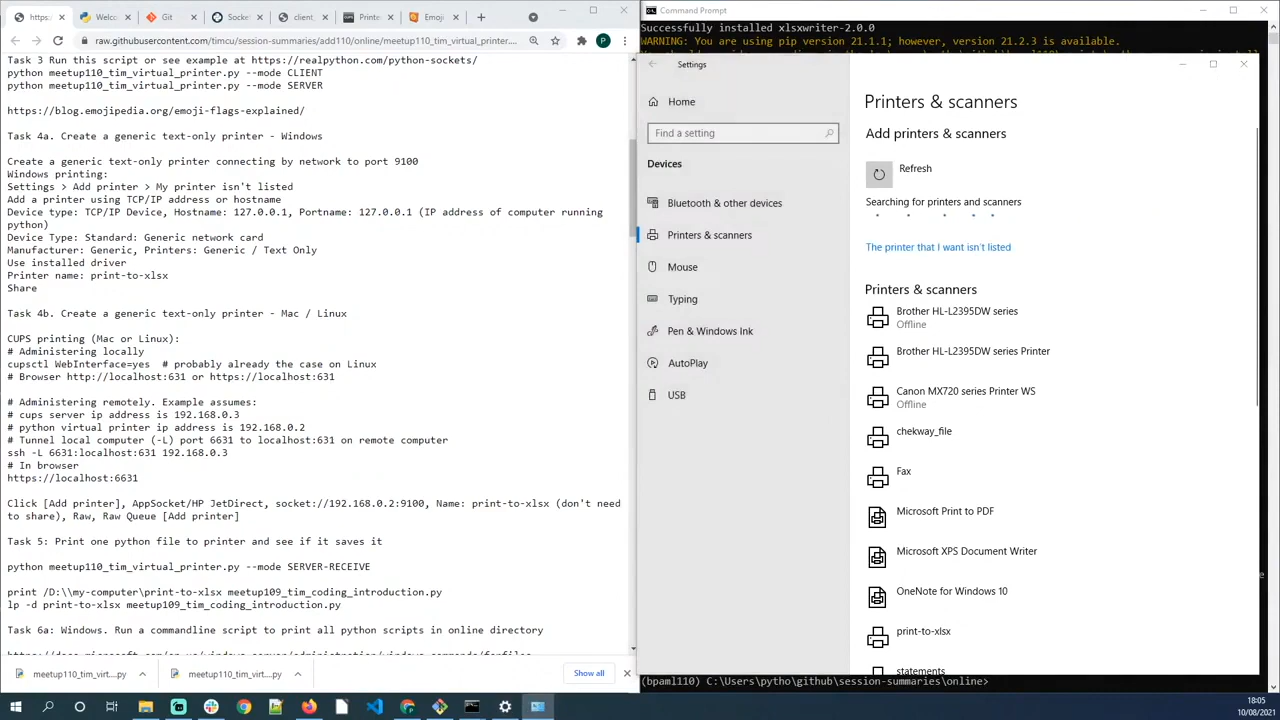 https:
Welco
Git
Socke
client
Printe
Emoji
Command Prompt
raw.pythonanywhere.com/bpaml/session-summaries/add110/online/meetup110_tim_virtual_printer....
P
Successfully installed xlsxwriter-2.0.0
WARNING: You are using pip version 21.1.1; however, version 21.2.3 is available.
python meetup110_tim_virtual_printer.py --mode CLIENT
python meetup110_tim_virtual_printer.py --mode SERVER
https://blog.emojipedia.org/emoji-flags-explained/
Task 4a. Create a generic text-only printer - Windows
Create a generic text-only printer connecting by network to port 9100
Windows printing:
Settings > Add printer > My printer isn't listed
Add a printer using TCP/IP address or hostname
Device type: TCP/IP Device, Hostname: 127.0.0.1, Portname: 127.0.0.1 (IP address of computer running
python)
Device Type: Standard: Generic network card
Manufacturer: Generic, Printers: Generic / Text Only
Use installed driver
Printer name: print-to-xlsx
Share
Task 4b. Create a generic text-only printer - Mac / Linux
CUPS printing (Mac or Linux):
# Administering locally
cupsctl WebInterface=yes  # probably already the case on Linux
# Browser http://localhost:631 or https://localhost:631
# Administering remotely. Example assumes:
# cups server ip address is 192.168.0.3
# python virtual printer ip address is 192.168.0.2
# Tunnel local computer (-L) port 6631 to localhost:631 on remote computer
ssh -L 6631:localhost:631 192.168.0.3
# In browser
https://localhost:6631
Click [Add printer], AppSocket/HP JetDirect, socket://192.168.0.2:9100, Name: print-to-xlsx (don't need
to share), Raw, Raw Queue [Add printer]
Task 5: Print one python file to printer and see if it saves it
python meetup110_tim_virtual_printer.py --mode SERVER-RECEIVE
print /D:\\my-computer\print-to-xlsx meetup109_tim_coding_introduction.py
lp -d print-to-xlsx meetup109_tim_coding_introduction.py
Task 6a: Windows. Run a commandline script to print all python scripts in online directory
meetup110_tim_virt....py
meetup110_tim_virt....py
Show all
Settings
Home
Find a setting
Devices
Bluetooth & other devices
Printers & scanners
Mouse
Typing
Pen & Windows Ink
AutoPlay
USB
Printers & scanners
Add printers & scanners
Refresh
Searching for printers and scanners
The printer that I want isn't listed
Printers & scanners
Brother HL-L2395DW series
Offline
Brother HL-L2395DW series Printer
Canon MX720 series Printer WS
Offline
chekway_file
Fax
Microsoft Print to PDF
Microsoft XPS Document Writer
OneNote for Windows 10
print-to-xlsx
statements
(bpaml110) C:\Users\pytho\github\session-summaries\online>
18:05
10/08/2021